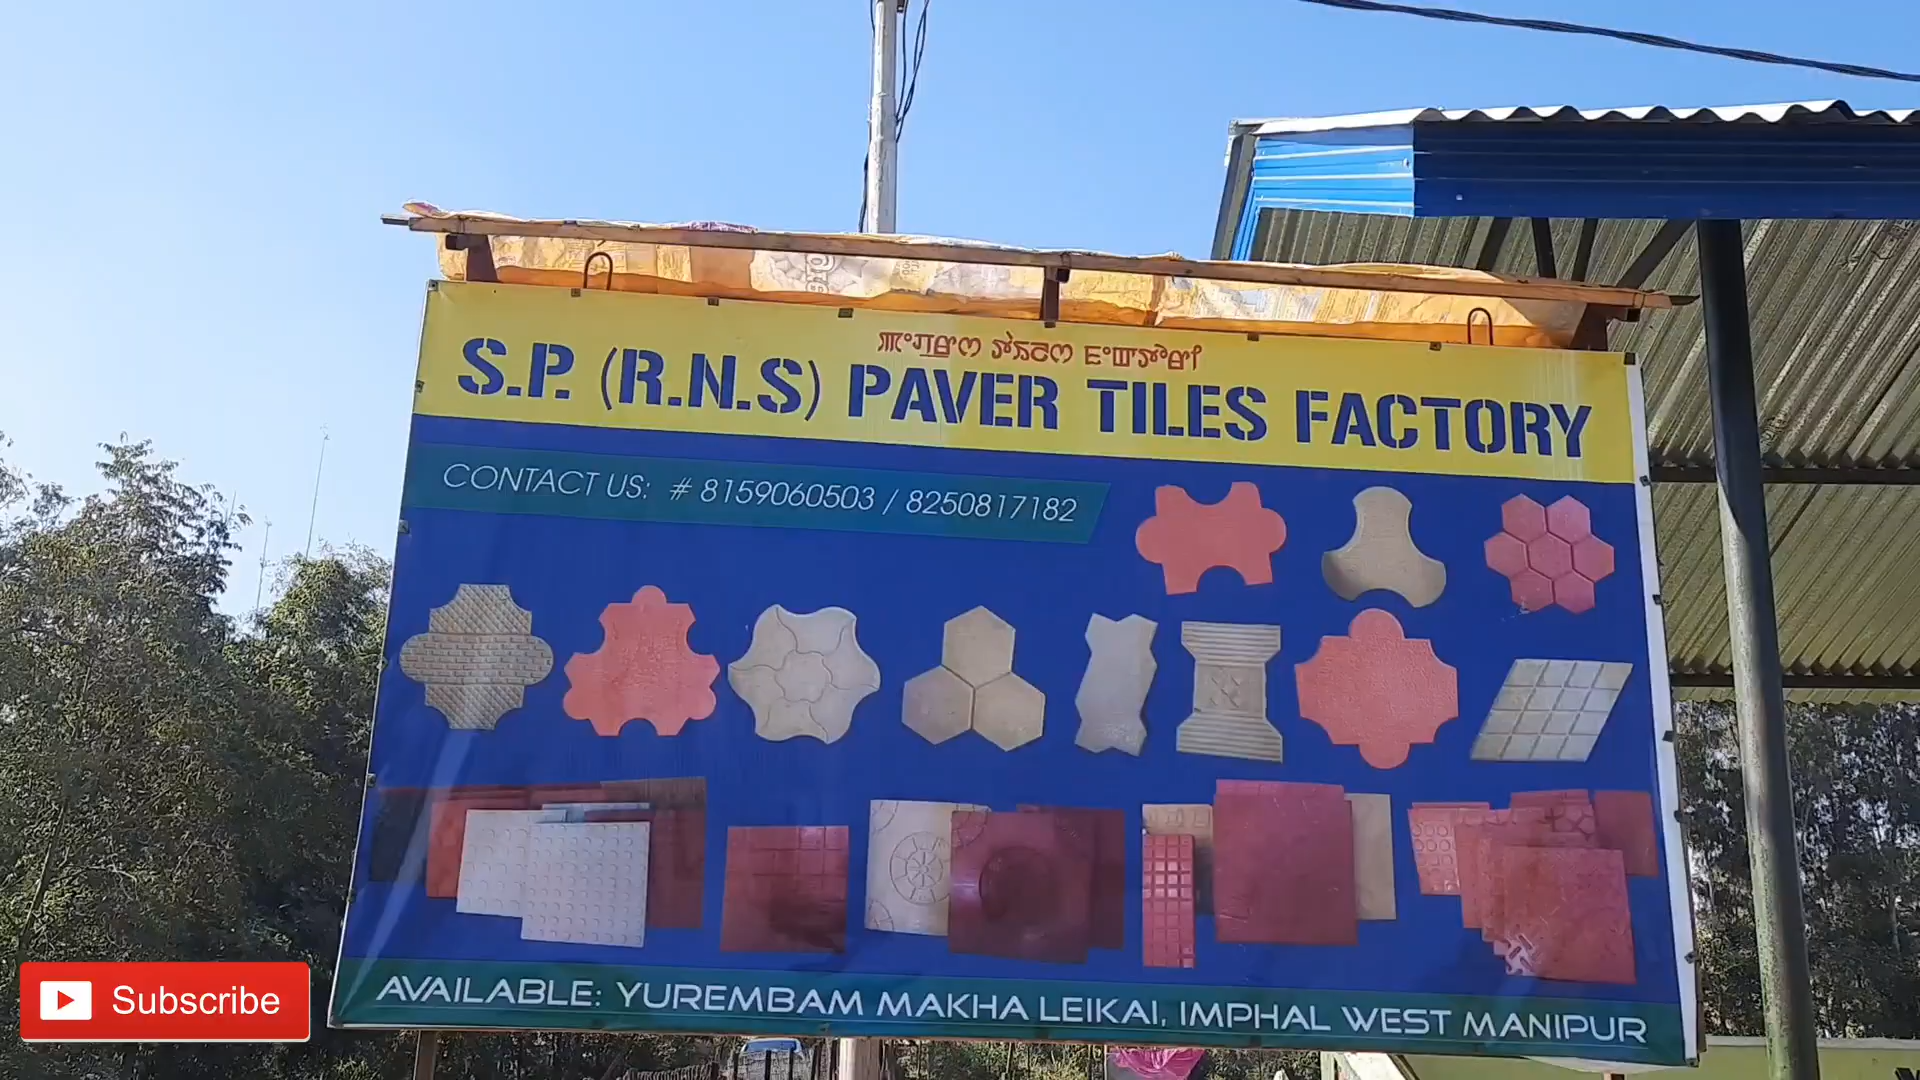 S.P. (R.N.S) PAVER TILES FACTORY
CONTACT US: # 8159060503 / 8250817182
AVAILABLE: YUREMBAM MAKHA LEIKAI, IMPHAL WEST MANIPUR
Subscribe